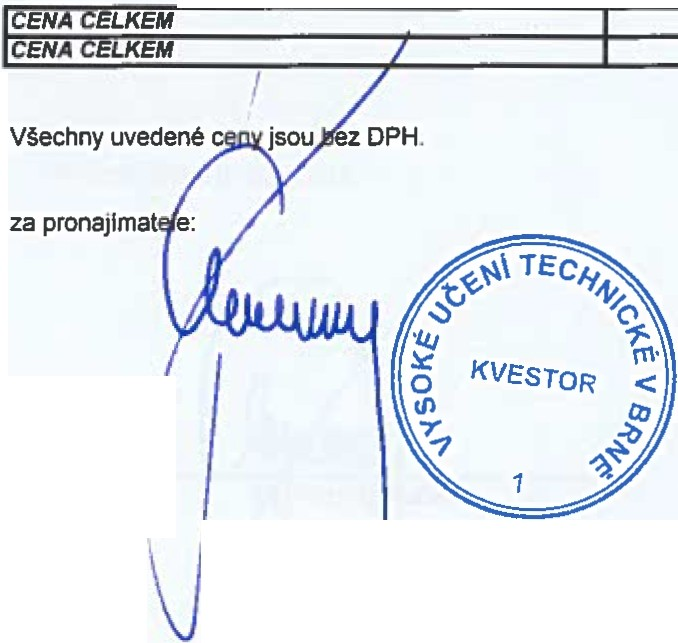 CENA CELKEM
CENA CELKEM
Všechny uvedené ceny jsou bez DPH.
za pronajímatele:
VYSOKÉ UČENÍ TECHNICKÉ V BRNĚ
KVESTOR
1